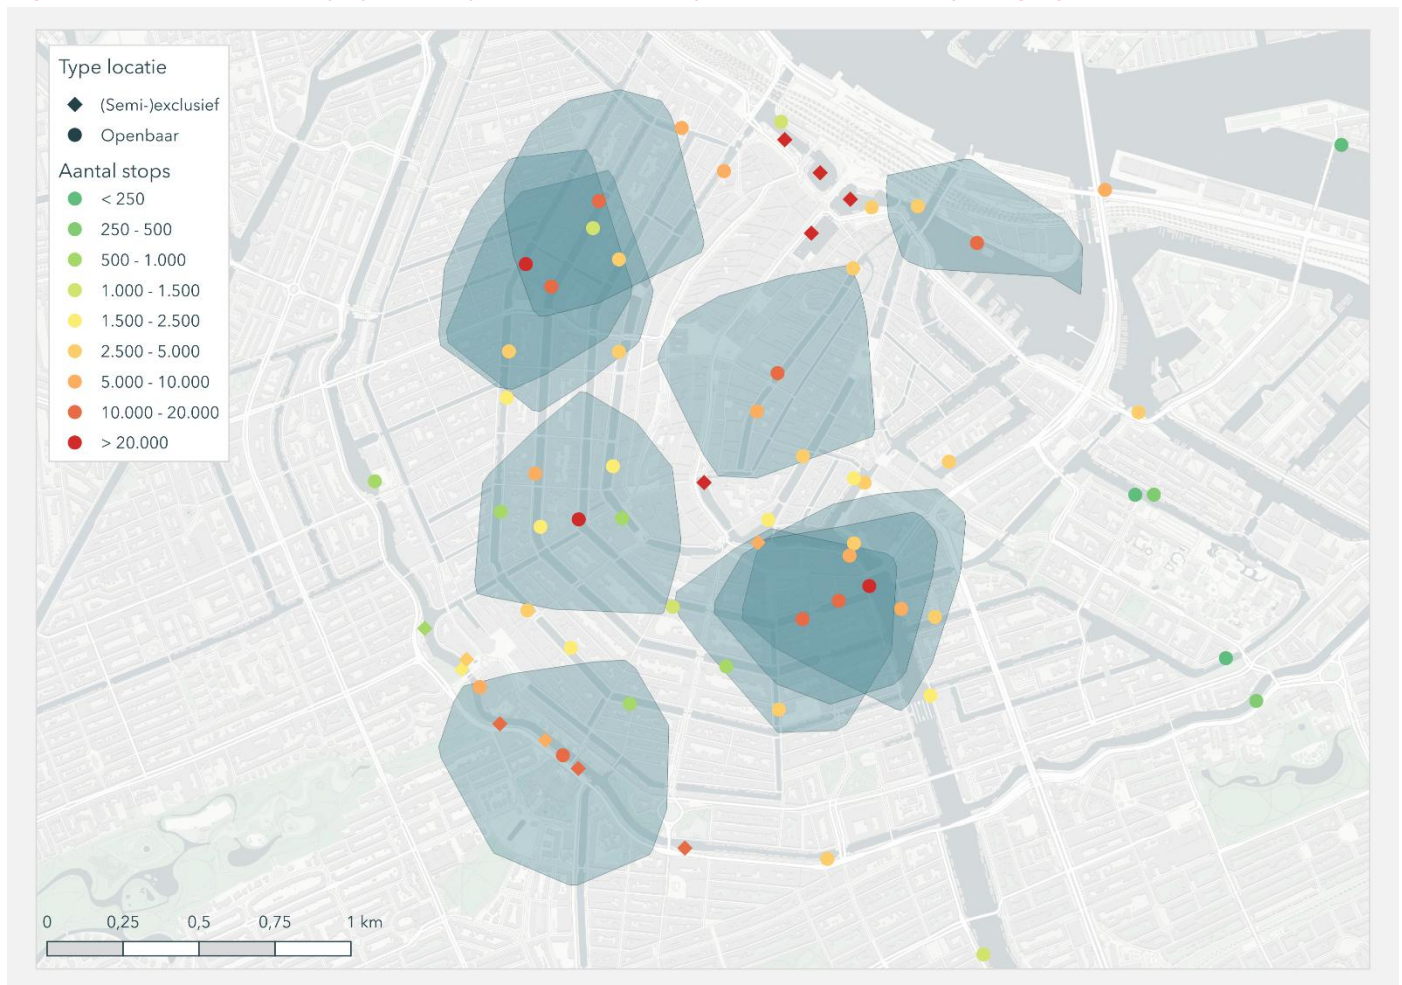 Type locatie
(Semi-)exclusief
Openbaar
Aantal stops
< 250
250 - 500
500 - 1.000
1.000 - 1.500
1.500 - 2.500
2.500 - 5.000
5.000 - 10.000
10.000 - 20.000
> 20.000
0 0,25 0,5 0,75 1 km